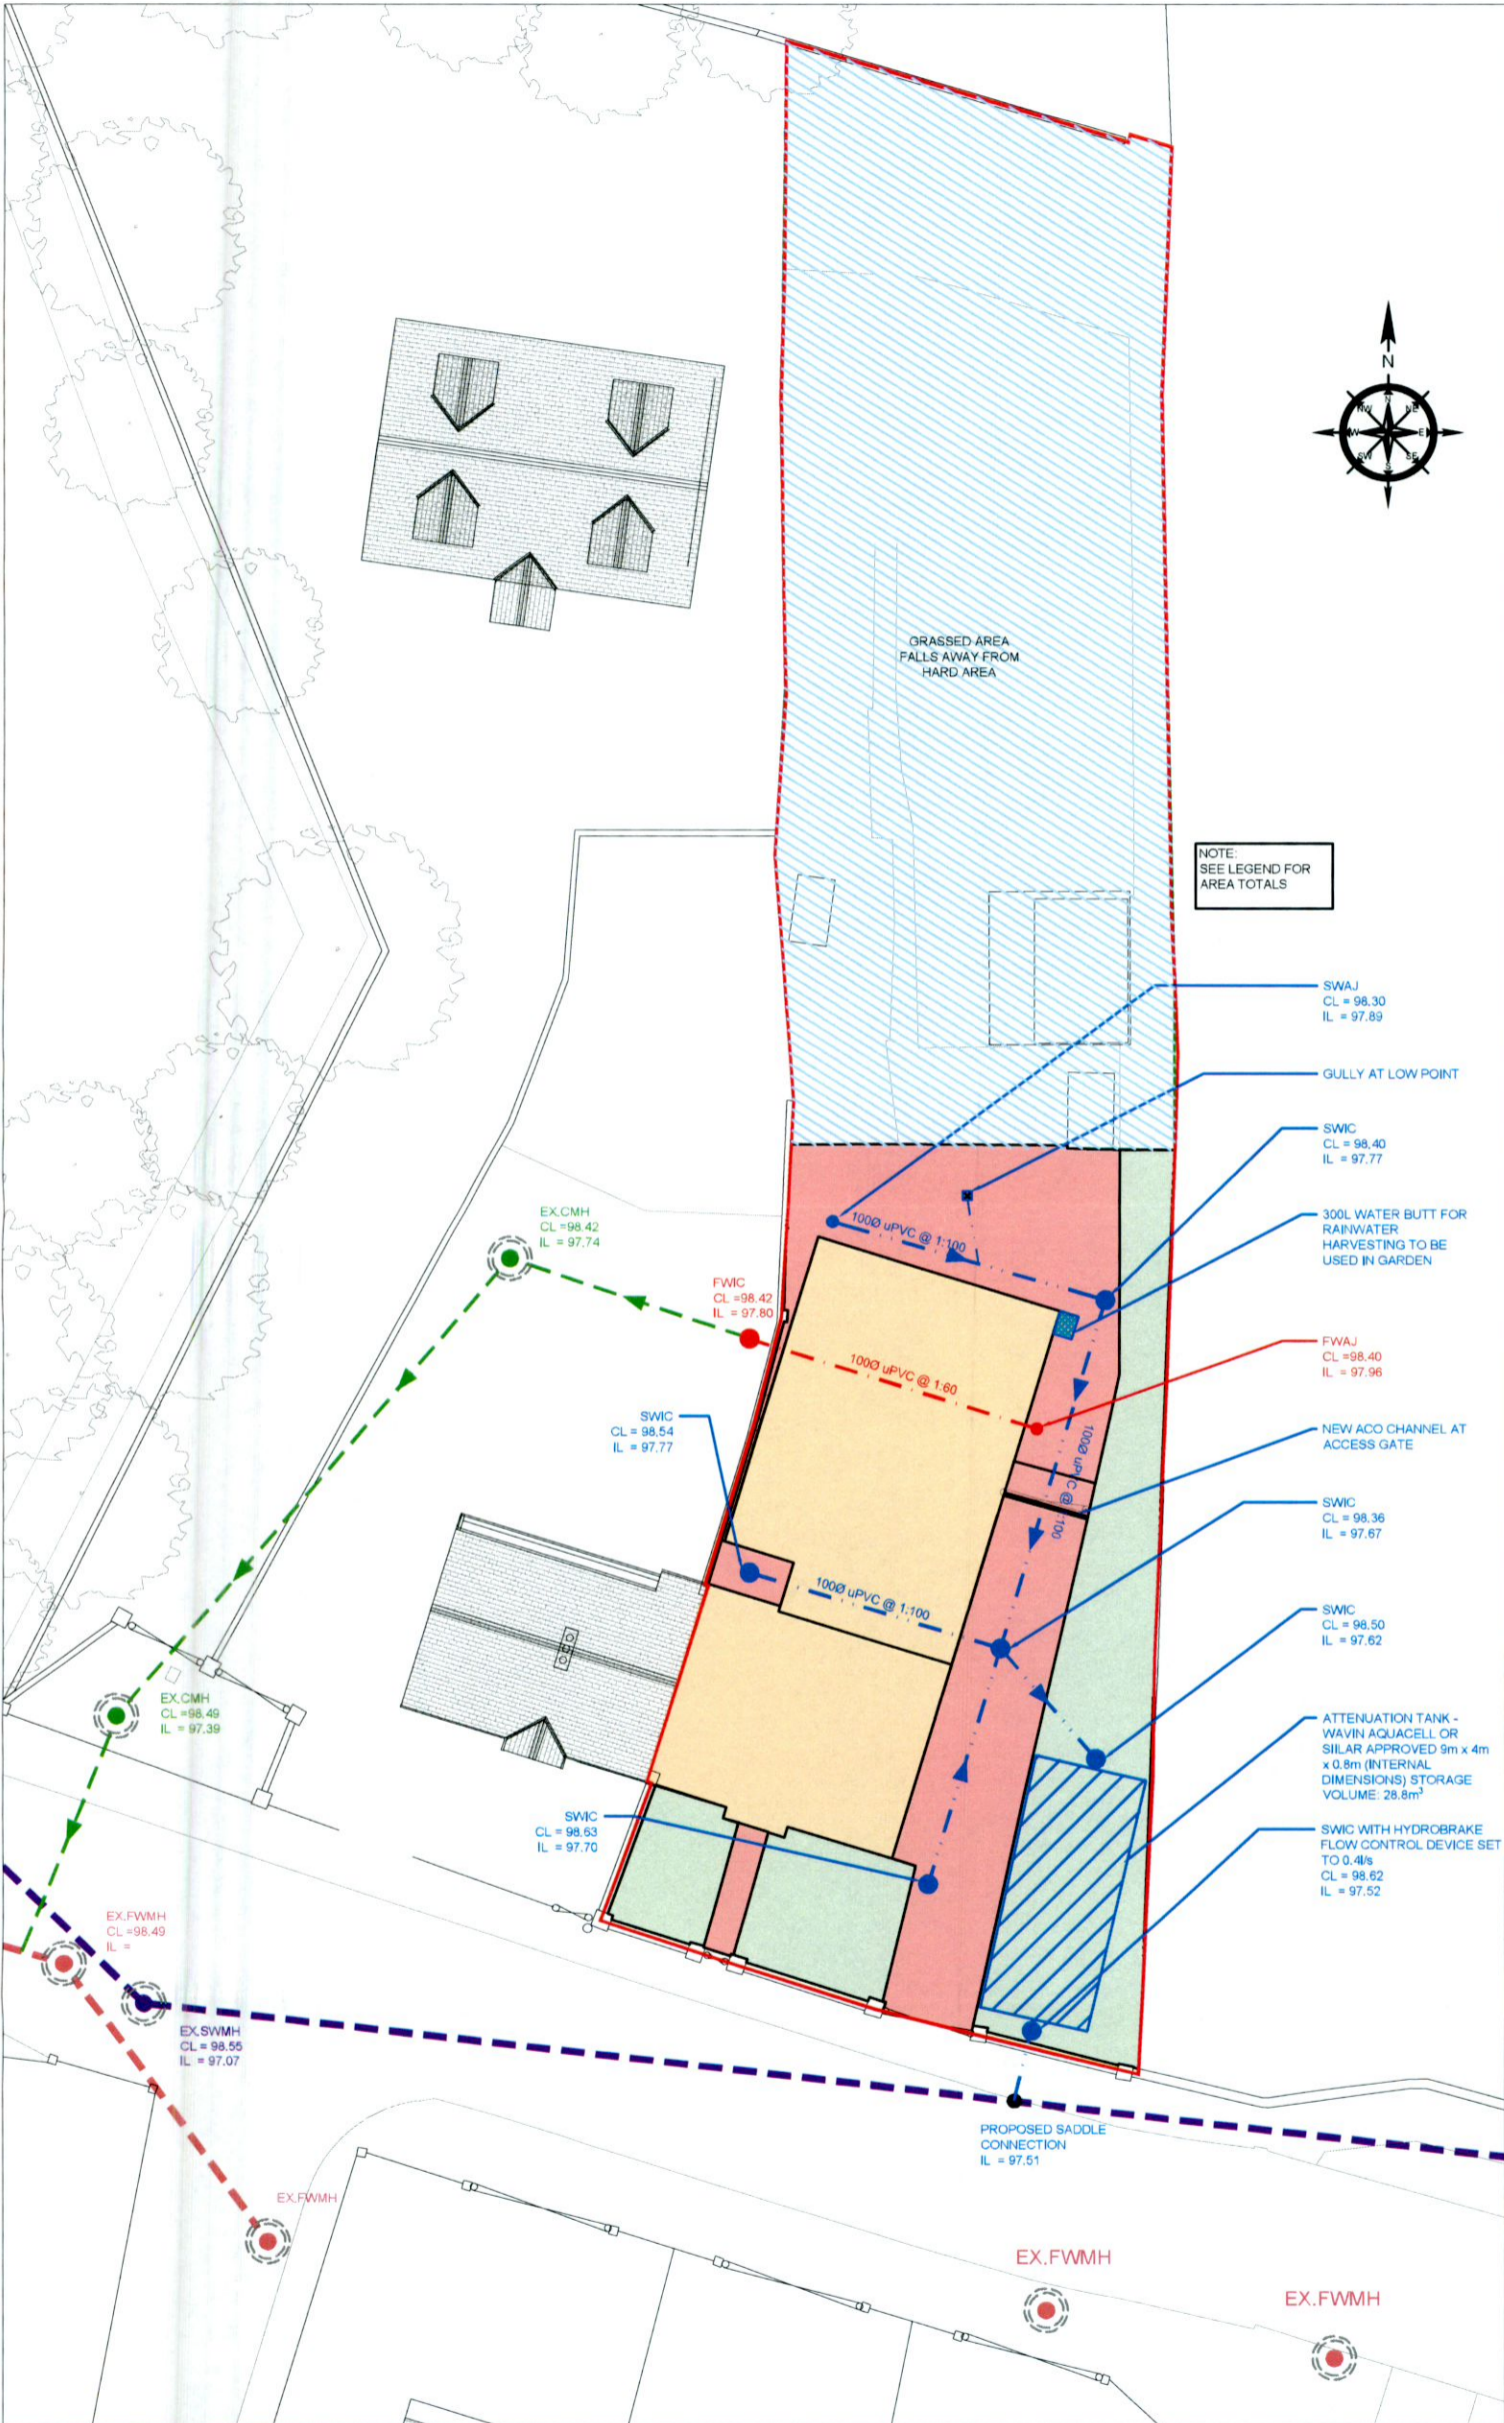 N
N
NE
E
SE
S
SW
W
NW
GRASSED AREA
FALLS AWAY FROM
HARD AREA
NOTE:
SEE LEGEND FOR
AREA TOTALS
SWAJ
CL = 98.30
IL = 97.89
GULLY AT LOW POINT
SWIC
CL = 98.40
IL = 97.77
300L WATER BUTT FOR
RAINWATER
HARVESTING TO BE
USED IN GARDEN
FWAJ
CL =98.40
IL = 97.96
NEW ACO CHANNEL AT
ACCESS GATE
SWIC
CL = 98.36
IL = 97.67
SWIC
CL = 98.50
IL = 97.62
ATTENUATION TANK -
WAVIN AQUACELL OR
SIILAR APPROVED 9m x 4m
x 0.8m (INTERNAL
DIMENSIONS) STORAGE
VOLUME: 28.8m³
SWIC WITH HYDROBRAKE
FLOW CONTROL DEVICE SET
TO 0.4l/s
CL = 98.62
IL = 97.52
EX.CMH
CL =98.42
IL = 97.74
FWIC
CL =98.42
IL = 97.80
100Ø uPVC @ 1:100
100Ø uPVC @ 1:60
100Ø uPVC @ 1:100
SWIC
CL = 98.54
IL = 97.77
100Ø uPVC @ 1:100
EX.CMH
CL =98.49
IL = 97.39
SWIC
CL = 98.63
IL = 97.70
EX.FWMH
CL =98.49
IL =
EX.SWMH
CL = 98.55
IL = 97.07
PROPOSED SADDLE
CONNECTION
IL = 97.51
EX.FWMH
EX.FWMH
EX.FWMH